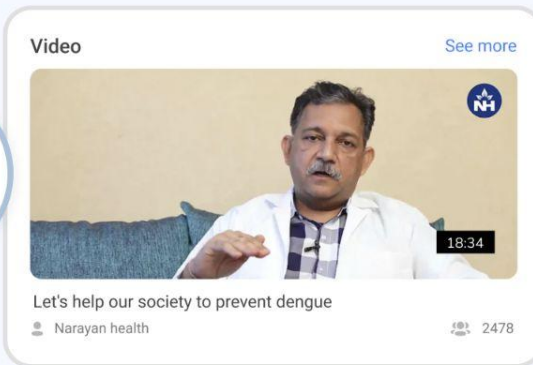 Video
See more
NH
18:34
Let's help our society to prevent dengue
Narayan health
2478